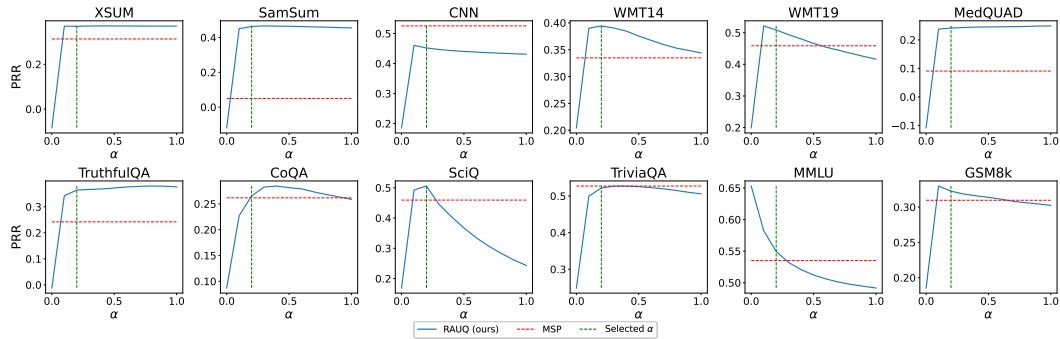 XSUM SamSum CNN WMT14 WMT19 MedQUAD
PRR
0.2
0.0
0.0 0.5 1.0
α
0.4
0.2
0.0
0.0 0.5 1.0
α
0.5
0.4
0.3
0.2
0.0 0.5 1.0
α
0.40
0.35
0.30
0.25
0.20
0.0 0.5 1.0
α
0.5
0.4
0.3
0.2
0.0 0.5 1.0
α
0.2
0.1
0.0
−0.1
0.0 0.5 1.0
α
TruthfulQA CoQA SciQ TriviaQA MMLU GSM8k
PRR
0.3
0.2
0.1
0.0
0.0 0.5 1.0
α
0.25
0.20
0.15
0.10
0.0 0.5 1.0
α
0.5
0.4
0.3
0.2
0.0 0.5 1.0
α
0.5
0.4
0.3
0.0 0.5 1.0
α
0.65
0.60
0.55
0.50
0.0 0.5 1.0
α
0.30
0.25
0.20
0.0 0.5 1.0
α
RAUQ (ours) MSP Selected α